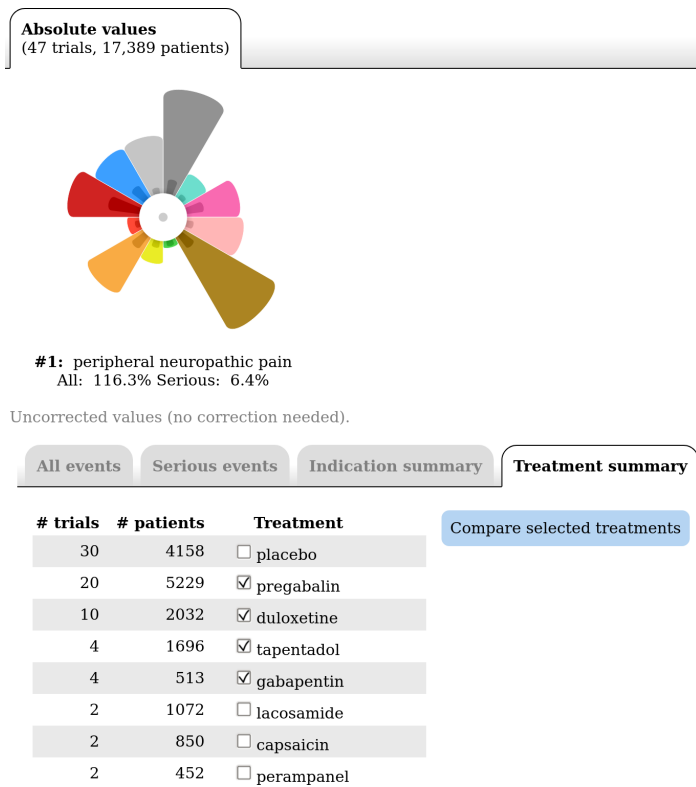 Absolute values
(47 trials, 17,389 patients)
#1: peripheral neuropathic pain
All: 116.3% Serious: 6.4%
Uncorrected values (no correction needed).
All events Serious events Indication summary Treatment summary
# trials # patients Treatment
Compare selected treatments
30 4158 placebo
20 5229 pregabalin
10 2032 duloxetine
4 1696 tapentadol
4 513 gabapentin
2 1072 lacosamide
2 850 capsaicin
2 452 perampanel